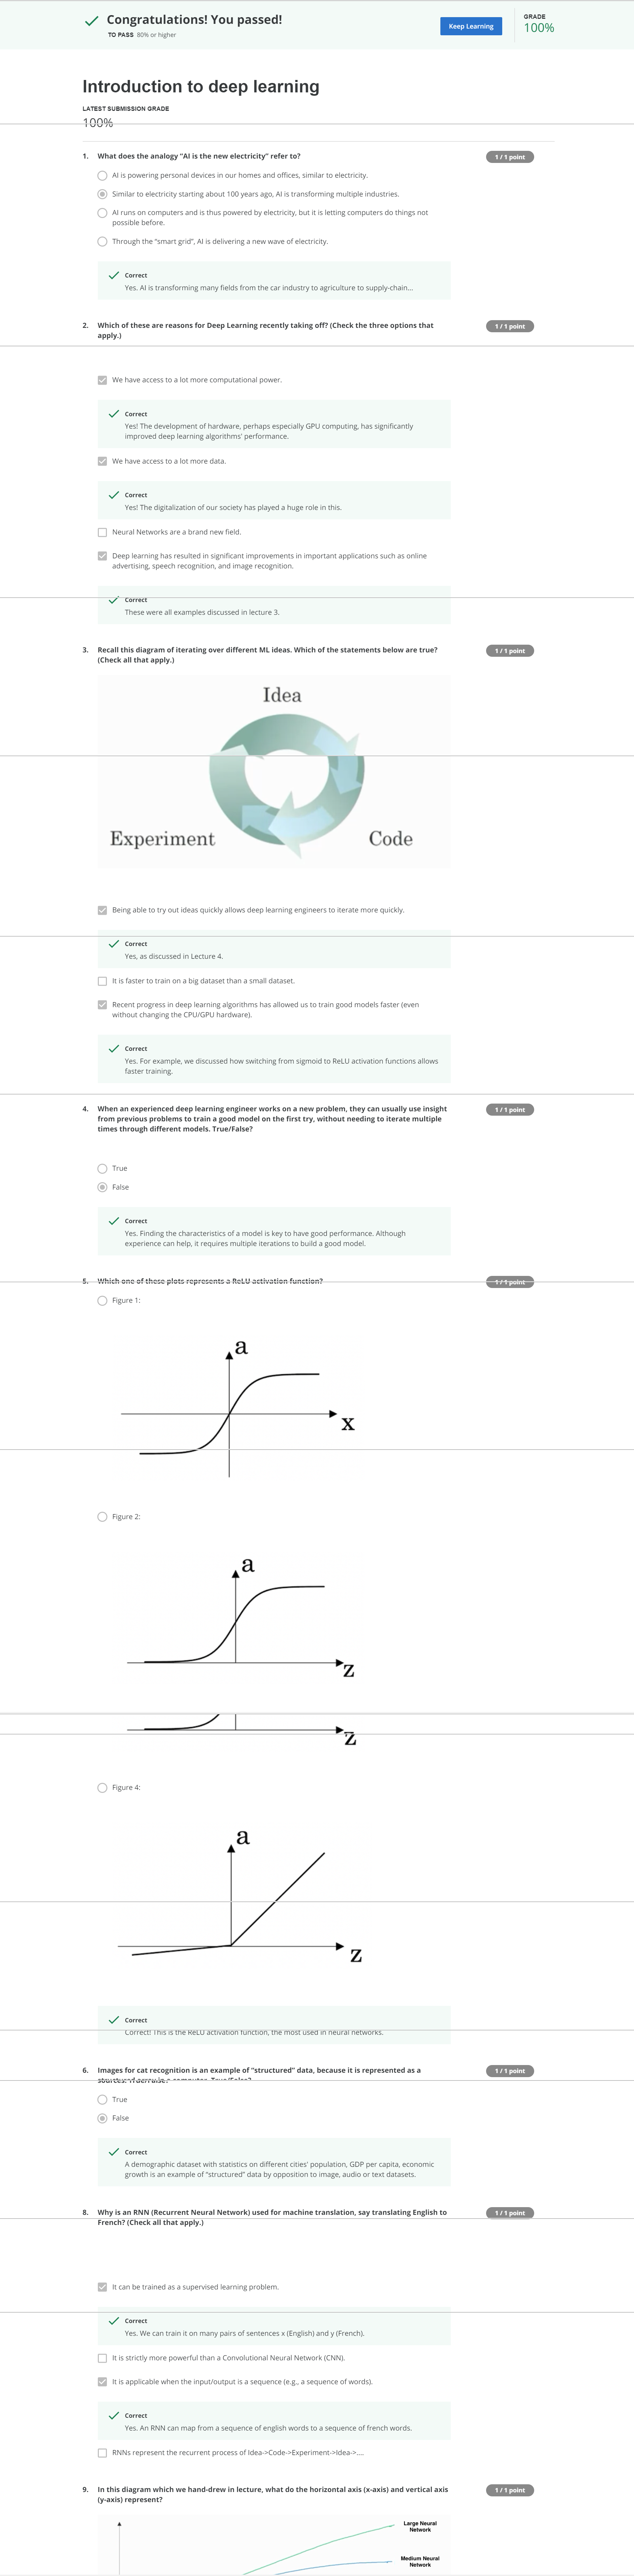 Congratulations! You passed!
TO PASS 80% or higher
Keep Learning
GRADE
100%
Introduction to deep learning
LATEST SUBMISSION GRADE
100%
1. What does the analogy “AI is the new electricity” refer to?
1 / 1 point
AI is powering personal devices in our homes and offices, similar to electricity.
Similar to electricity starting about 100 years ago, AI is transforming multiple industries.
AI runs on computers and is thus powered by electricity, but it is letting computers do things not
possible before.
Through the “smart grid”, AI is delivering a new wave of electricity.
Correct
Yes. AI is transforming many fields from the car industry to agriculture to supply-chain...
2. Which of these are reasons for Deep Learning recently taking off? (Check the three options that
apply.)
1 / 1 point
We have access to a lot more computational power.
Correct
Yes! The development of hardware, perhaps especially GPU computing, has significantly
improved deep learning algorithms' performance.
We have access to a lot more data.
Correct
Yes! The digitalization of our society has played a huge role in this.
Neural Networks are a brand new field.
Deep learning has resulted in significant improvements in important applications such as online
advertising, speech recognition, and image recognition.
Correct
These were all examples discussed in lecture 3.
3. Recall this diagram of iterating over different ML ideas. Which of the statements below are true?
(Check all that apply.)
1 / 1 point
Idea
Experiment
Code
Being able to try out ideas quickly allows deep learning engineers to iterate more quickly.
Correct
Yes, as discussed in Lecture 4.
It is faster to train on a big dataset than a small dataset.
Recent progress in deep learning algorithms has allowed us to train good models faster (even
without changing the CPU/GPU hardware).
Correct
Yes. For example, we discussed how switching from sigmoid to ReLU activation functions allows
faster training.
4. When an experienced deep learning engineer works on a new problem, they can usually use insight
from previous problems to train a good model on the first try, without needing to iterate multiple
times through different models. True/False?
1 / 1 point
True
False
Correct
Yes. Finding the characteristics of a model is key to have good performance. Although
experience can help, it requires multiple iterations to build a good model.
5. Which one of these plots represents a ReLU activation function?
1 / 1 point
Figure 1:
a
x
Figure 2:
a
z
z
Figure 4:
a
z
Correct
Correct! This is the ReLU activation function, the most used in neural networks.
6. Images for cat recognition is an example of “structured” data, because it is represented as a
structured array in a computer. True/False?
1 / 1 point
True
False
Correct
A demographic dataset with statistics on different cities' population, GDP per capita, economic
growth is an example of “structured” data by opposition to image, audio or text datasets.
8. Why is an RNN (Recurrent Neural Network) used for machine translation, say translating English to
French? (Check all that apply.)
1 / 1 point
It can be trained as a supervised learning problem.
Correct
Yes. We can train it on many pairs of sentences x (English) and y (French).
It is strictly more powerful than a Convolutional Neural Network (CNN).
It is applicable when the input/output is a sequence (e.g., a sequence of words).
Correct
Yes. An RNN can map from a sequence of english words to a sequence of french words.
RNNs represent the recurrent process of Idea->Code->Experiment->Idea->....
9. In this diagram which we hand-drew in lecture, what do the horizontal axis (x-axis) and vertical axis
(y-axis) represent?
1 / 1 point
Large Neural
Network
Medium Neural
Network